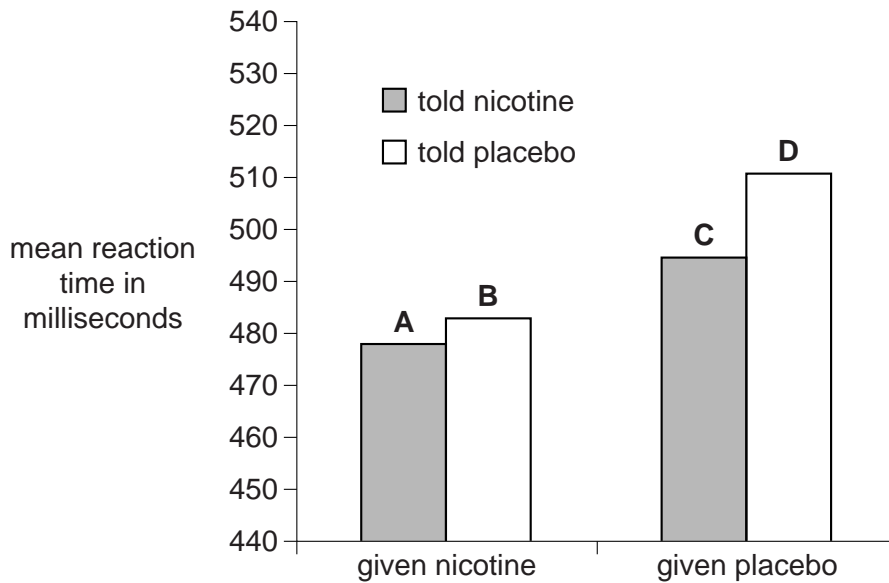 540
530
520
510
500
490
480
470
460
450
440
mean reaction
time in
milliseconds
told nicotine
told placebo
A
B
C
D
given nicotine
given placebo